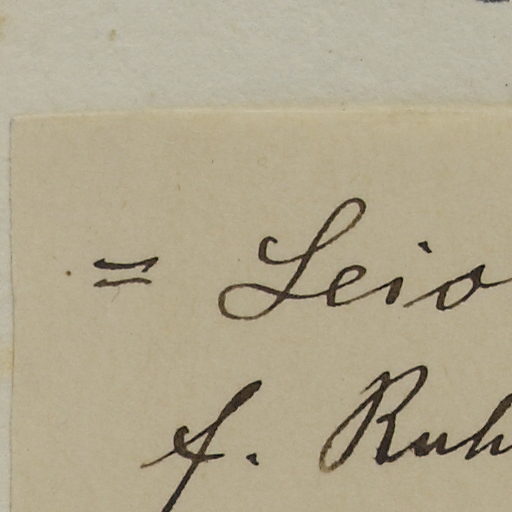 = Leio
f. Ruh